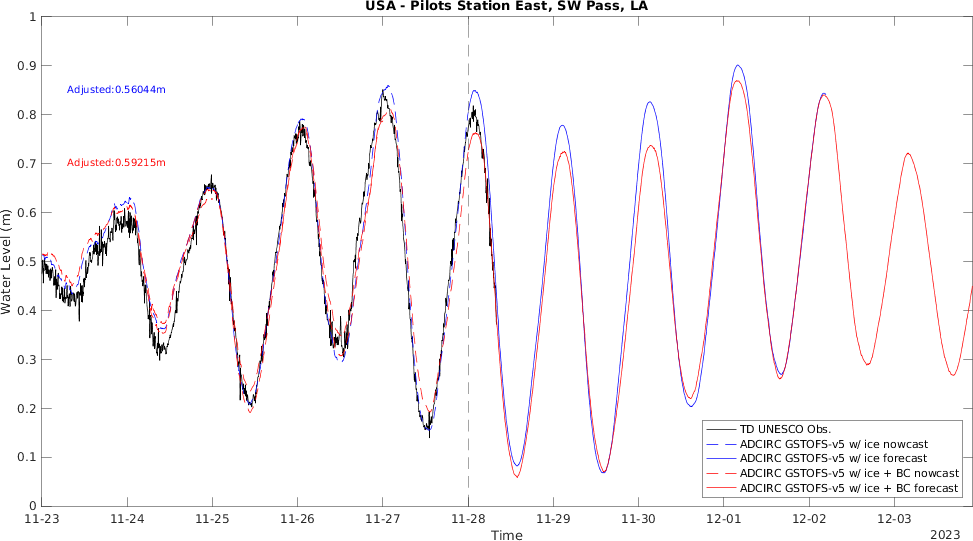 USA - Pilots Station East, SW Pass, LA
1
0.9
0.8
0.7
0.6
0.5
0.4
0.3
0.2
0.1
0
Water Level (m)
Adjusted:0.56044m
Adjusted:0.59215m
TD UNESCO Obs.
ADCIRC GSTOFS-v5 w/ ice nowcast
ADCIRC GSTOFS-v5 w/ ice forecast
ADCIRC GSTOFS-v5 w/ ice + BC nowcast
ADCIRC GSTOFS-v5 w/ ice + BC forecast
11-23 11-24 11-25 11-26 11-27 11-28 11-29 11-30 12-01 12-02 12-03
Time
2023